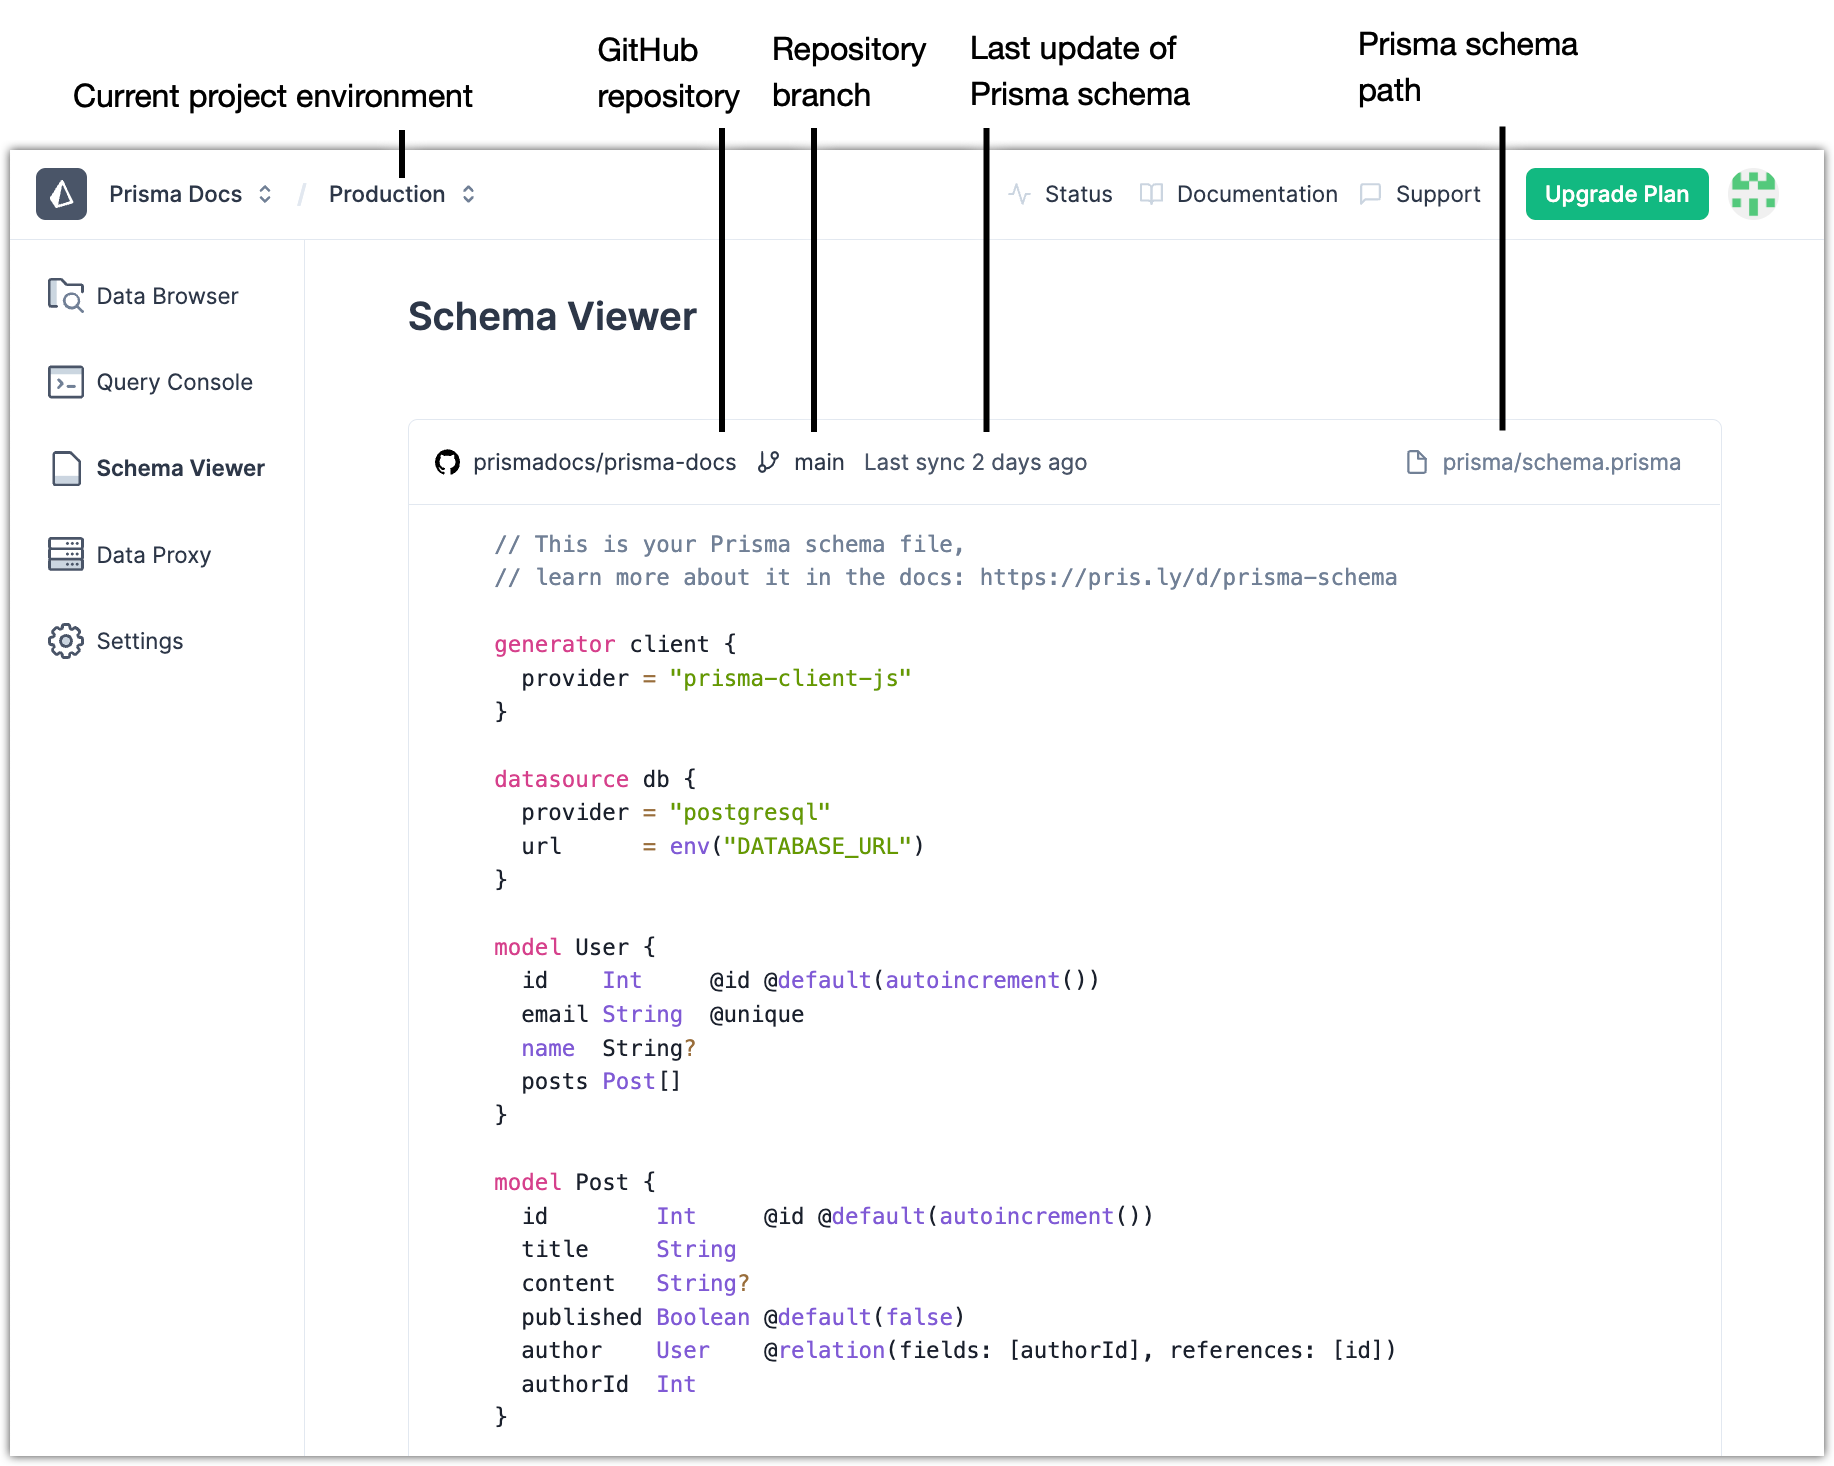 Current project environment
GitHub
repository
Repository
branch
Last update of
Prisma schema
Prisma schema
path
Prisma Docs / Production
Status
Documentation
Support
Upgrade Plan
Data Browser
Query Console
Schema Viewer
Data Proxy
Settings
Schema Viewer
prismadocs/prisma-docs main Last sync 2 days ago prisma/schema.prisma
// This is your Prisma schema file,
// learn more about it in the docs: https://pris.ly/d/prisma-schema
generator client {
  provider = "prisma-client-js"
}
datasource db {
  provider = "postgresql"
  url      = env("DATABASE_URL")
}
model User {
  id    Int     @id @default(autoincrement())
  email String  @unique
  name  String?
  posts Post[]
}
model Post {
  id        Int     @id @default(autoincrement())
  title     String
  content   String?
  published Boolean @default(false)
  author    User    @relation(fields: [authorId], references: [id])
  authorId  Int
}